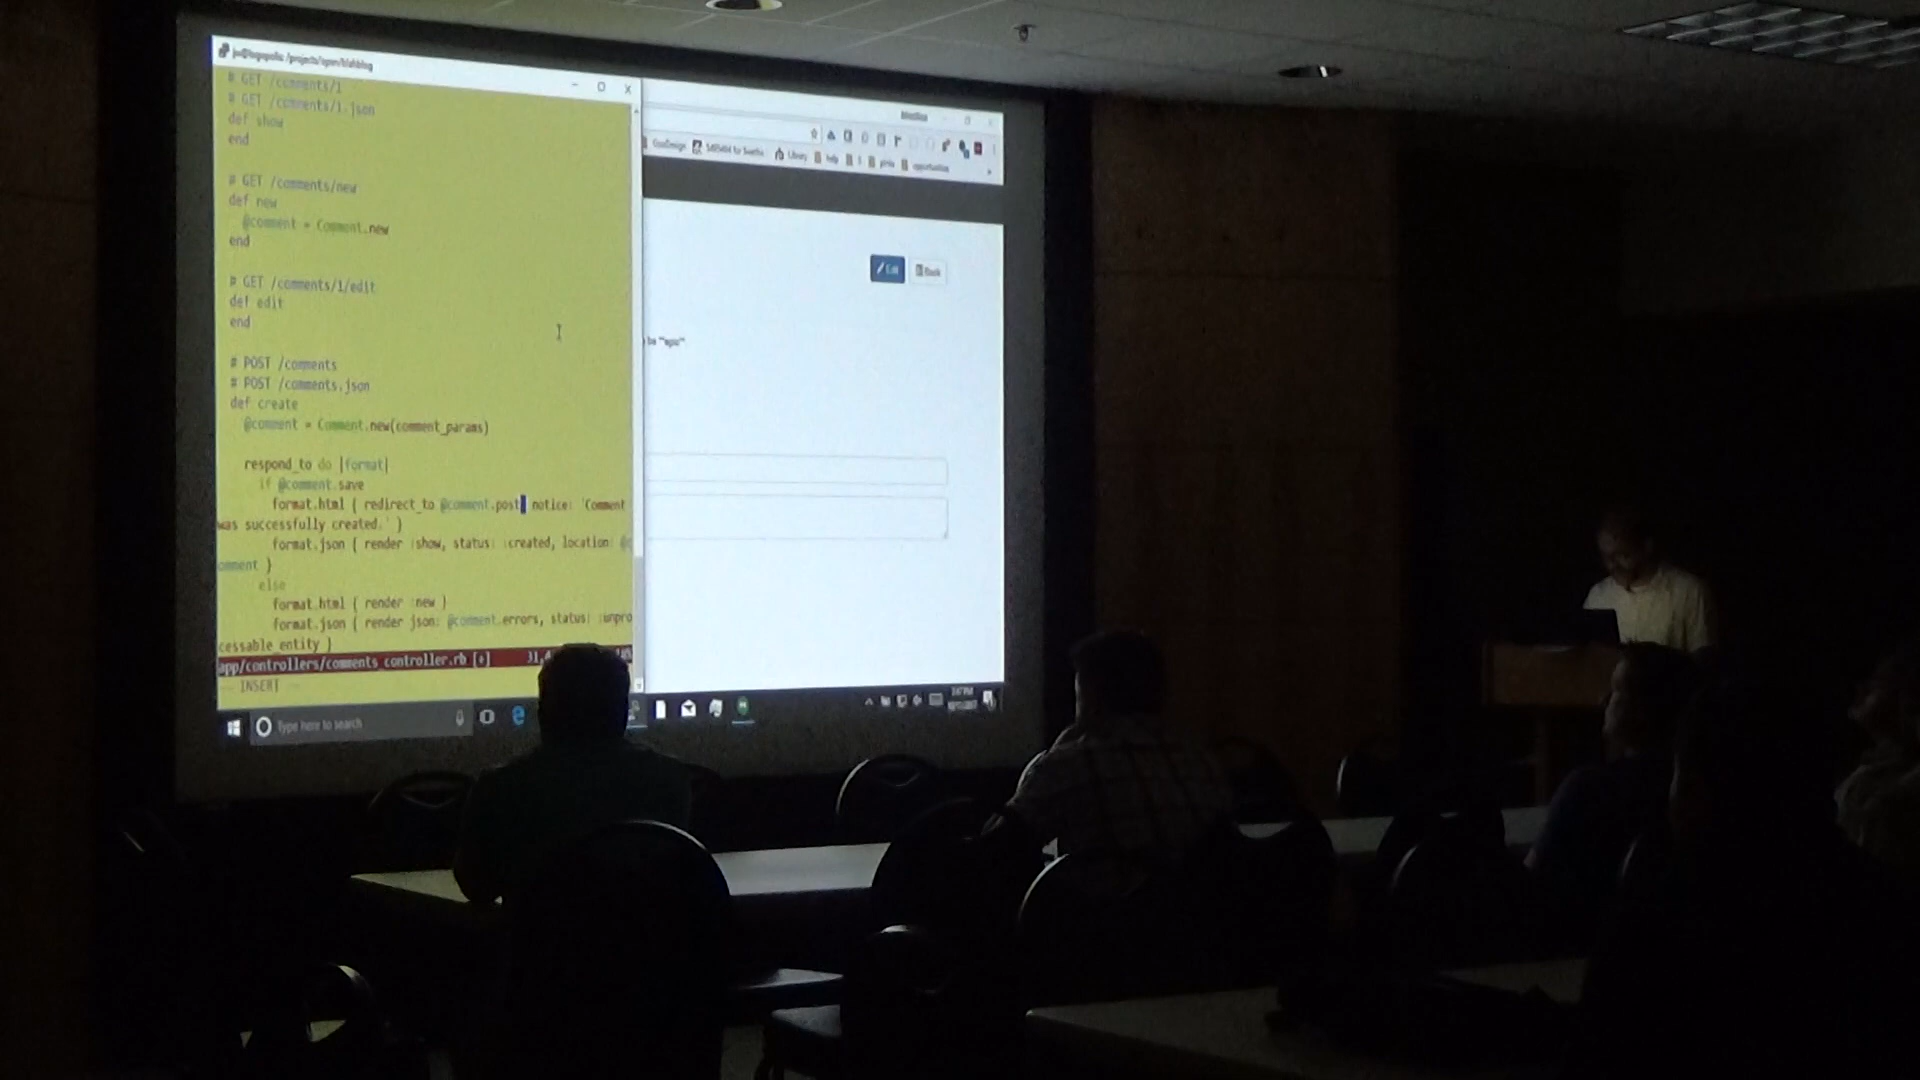 # GET /comments/1
# GET /comments/1.json
def show
end
# GET /comments/new
def new
@comment = Comment.new
end
# GET /comments/1/edit
def edit
end
# POST /comments
# POST /comments.json
def create
@comment = Comment.new(comment_params)
respond_to do |format|
if @comment.save
format.html { redirect_to @comment.post notice: 'Comment
was successfully created.' }
format.json { render :show, status: :created, location: @c
omment }
else
format.html { render :new }
format.json { render json: @comment.errors, status: :unpro
cessable_entity }
app/controllers/comments_controller.rb [+]
-- INSERT --
Library
help
opportunities
Edit
Back
Type here to search